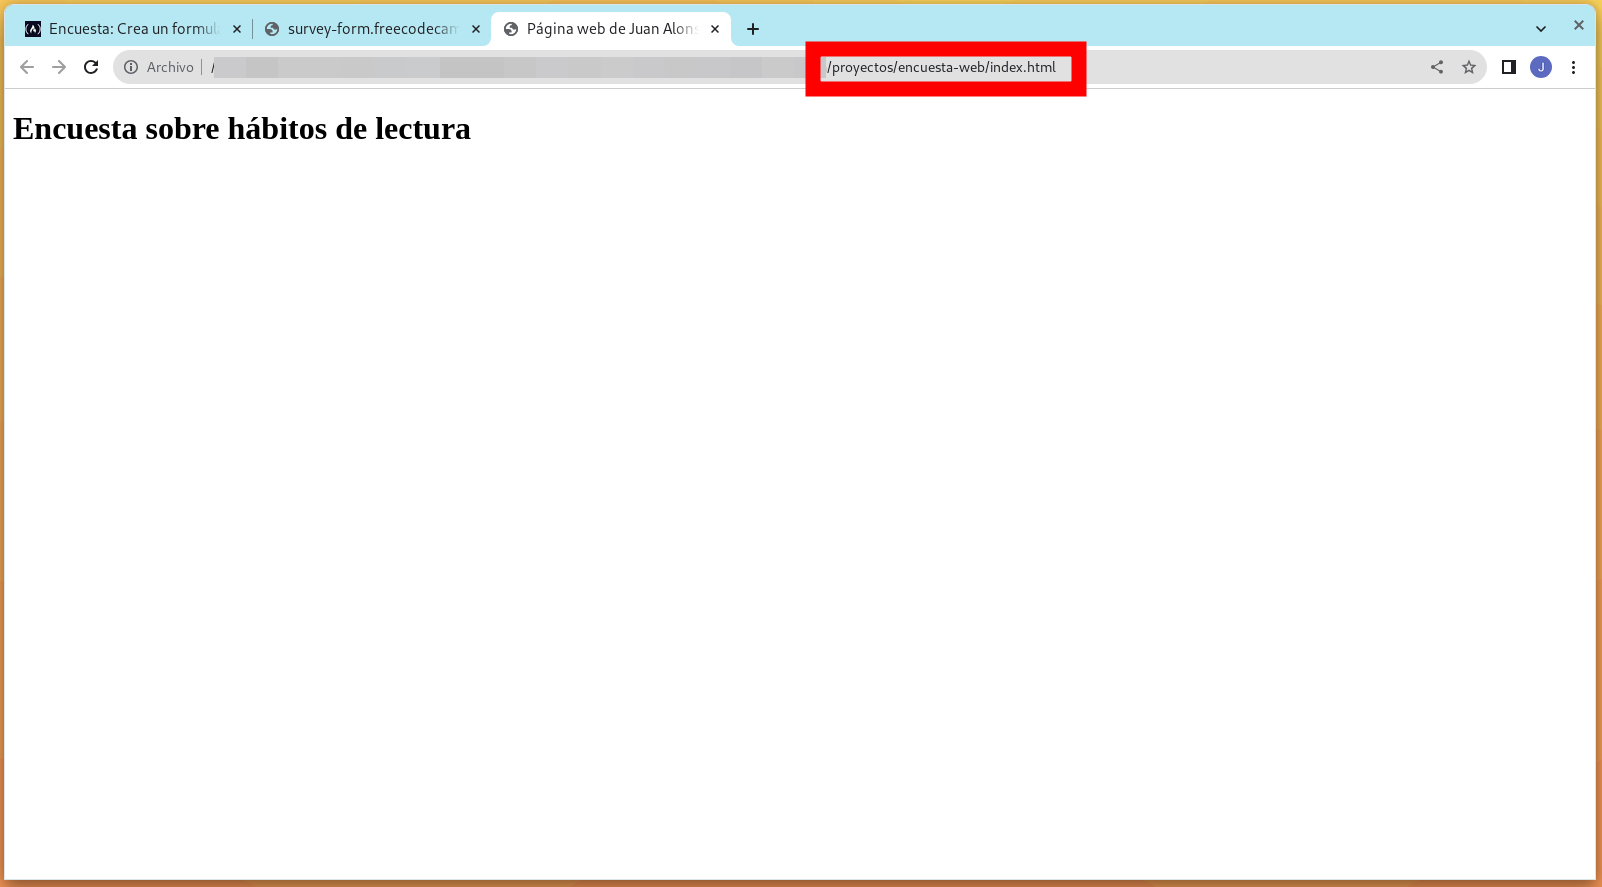 Encuesta: Crea un formul
survey-form.freecodecam
Página web de Juan Alon
Archivo | / /proyectos/encuesta-web/index.html
J
Encuesta sobre hábitos de lectura